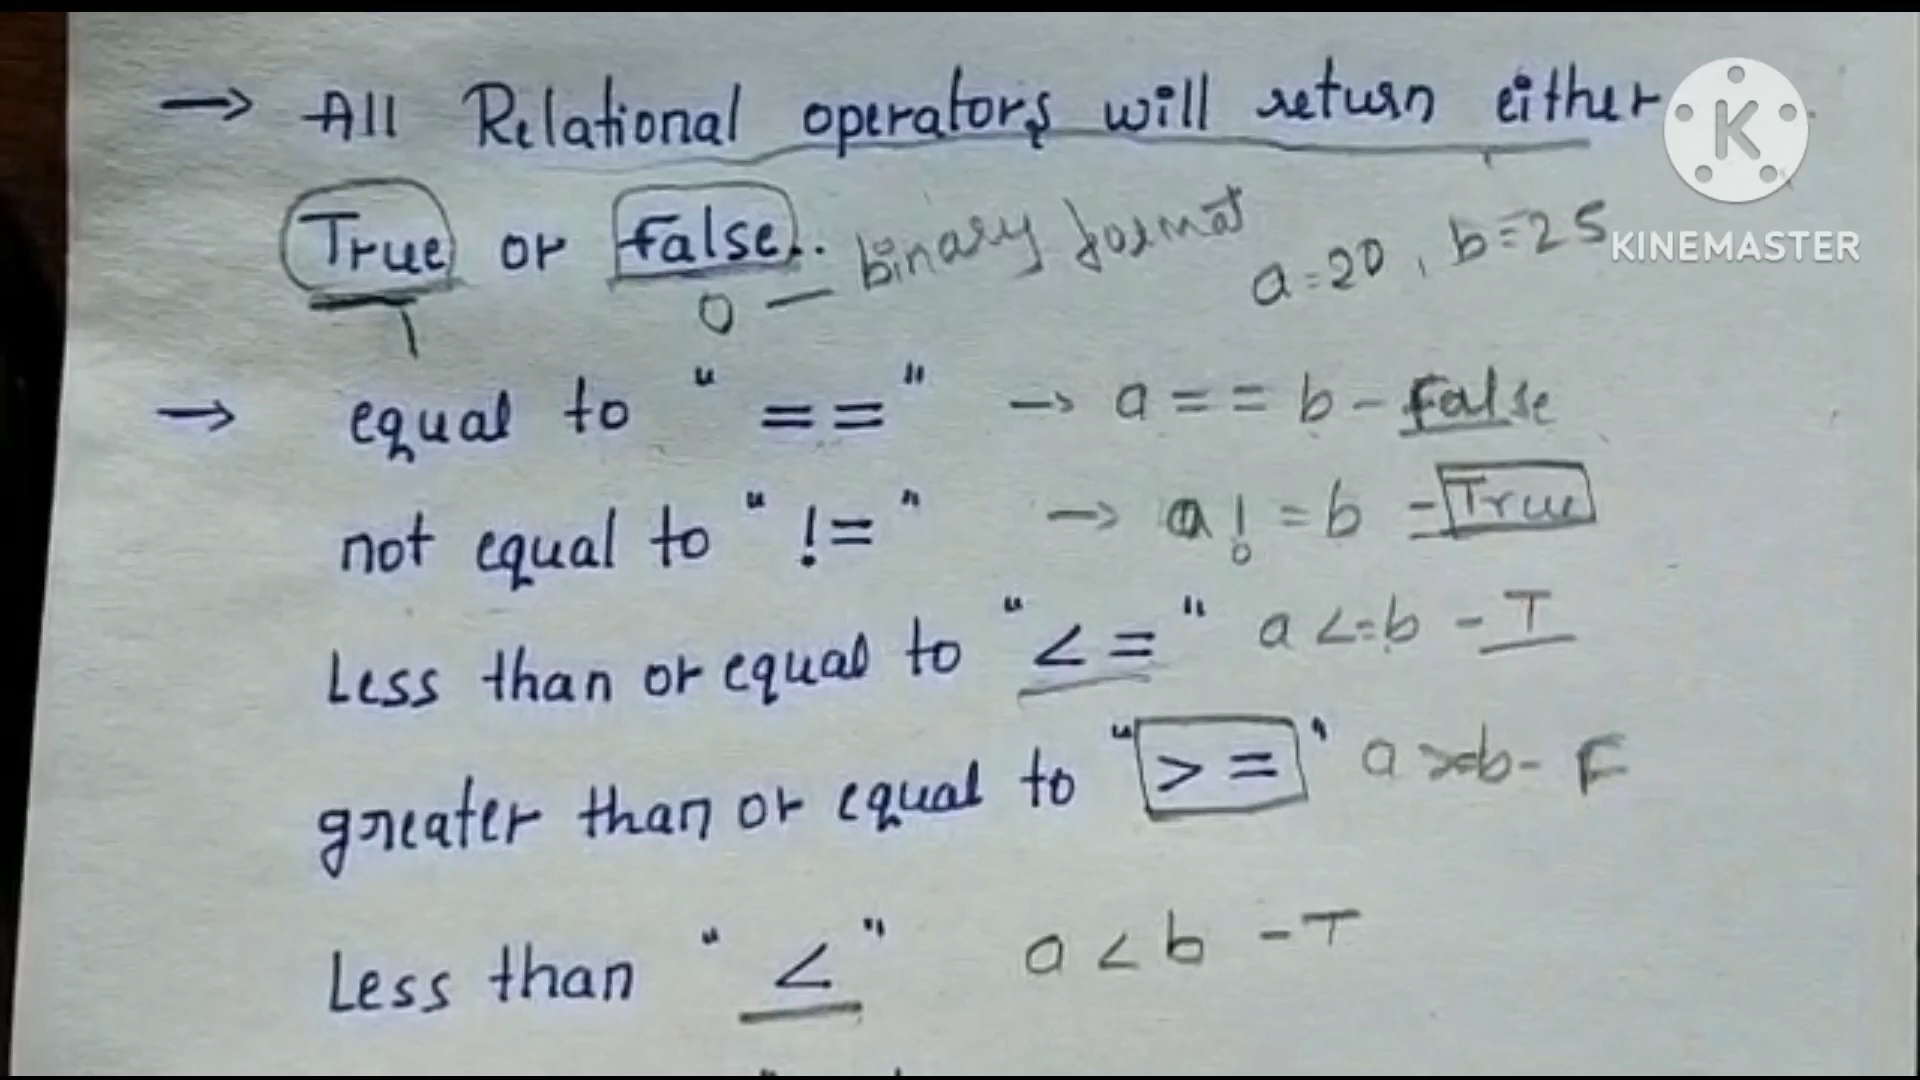 → All Relational operators will return either
True or false.. 0 — binary format a=20, b=25
1
→ equal to "==" → a == b - False
not equal to "!=" → a != b = True
Less than or equal to "<=" a <= b - T
greater than or equal to ">=" a >= b - F
Less than "<" a < b - T
K
KINEMASTER